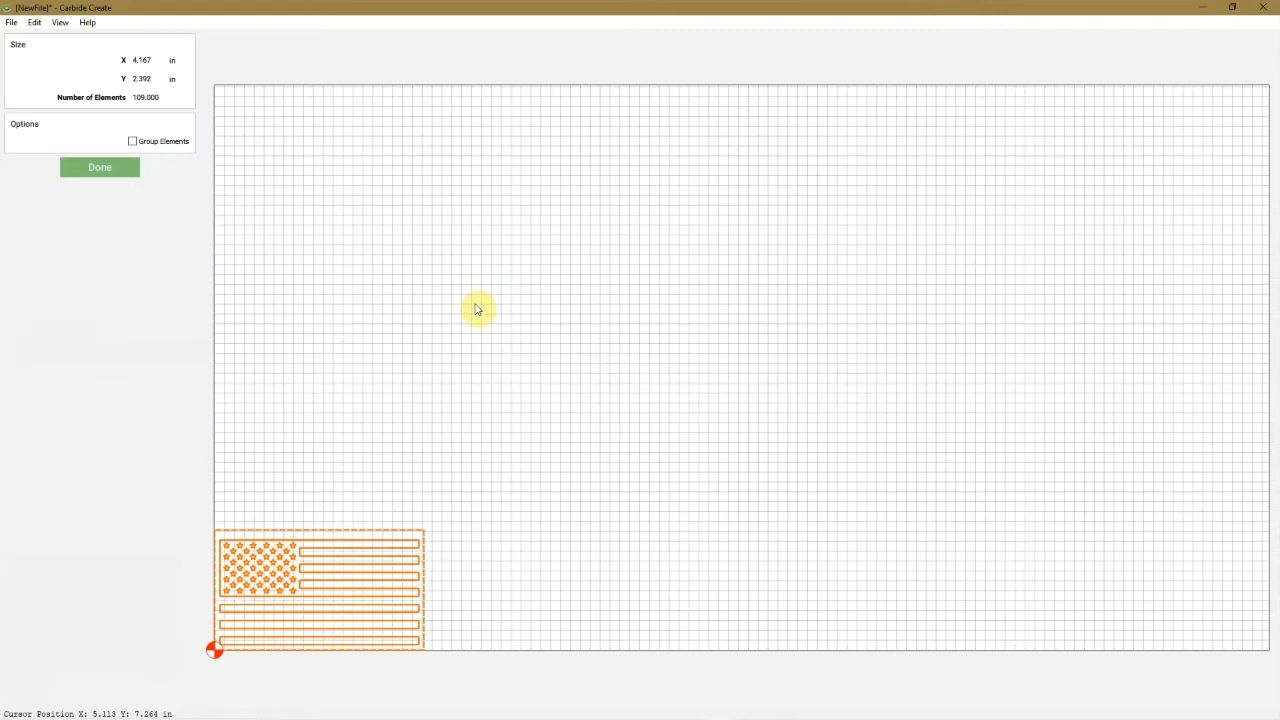 [NewFile]* - Carbide Create
File Edit View Help
Size
X 4.167 in
Y 2.392 in
Number of Elements 109.000
Options
Group Elements
Done
Cursor Position X: 5.113 Y: 7.264 in